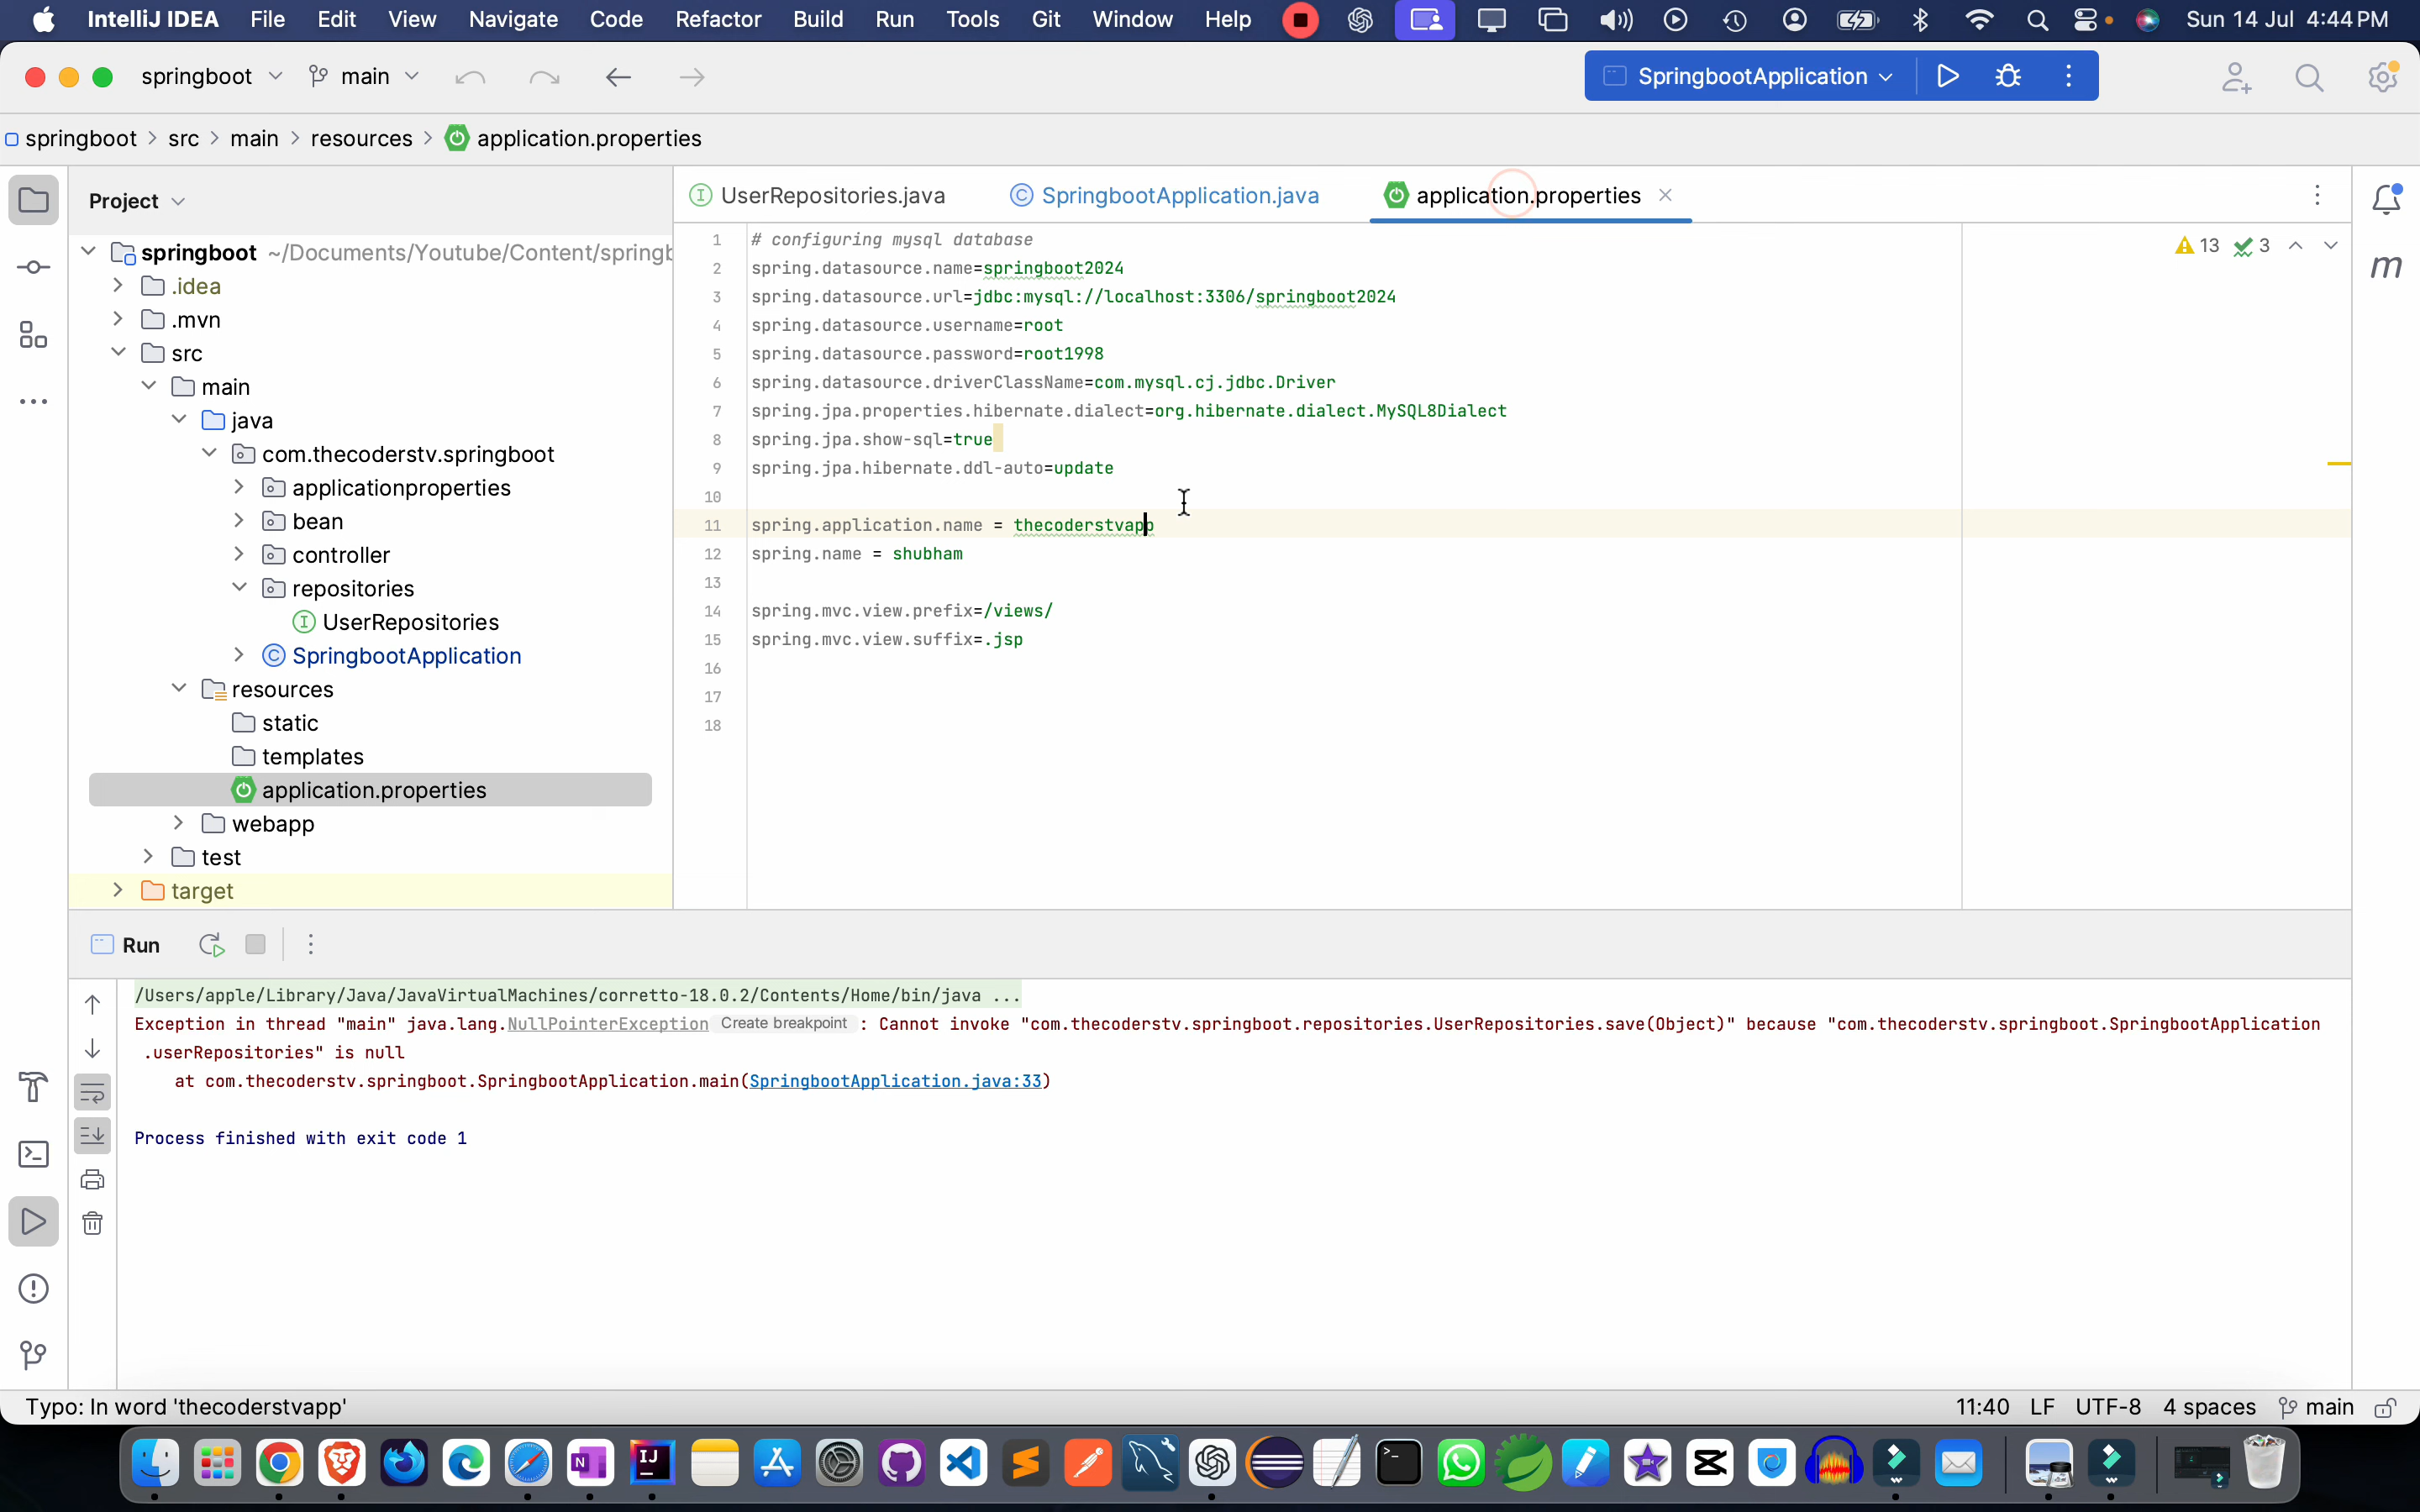 IntelliJ IDEA File Edit View Navigate Code Refactor Build Run Tools Git Window Help Sun 14 Jul 4:44 PM
springboot main SpringbootApplication
springboot src main resources application.properties
Project
UserRepositories.java SpringbootApplication.java application.properties
springboot ~/Documents/Youtube/Content/springb
.idea
.mvn
src
main
java
com.thecoderstv.springboot
applicationproperties
bean
controller
repositories
UserRepositories
SpringbootApplication
resources
static
templates
application.properties
webapp
test
target
13 3
m
1 # configuring mysql database
2 spring.datasource.name=springboot2024
3 spring.datasource.url=jdbc:mysql://localhost:3306/springboot2024
4 spring.datasource.username=root
5 spring.datasource.password=root1998
6 spring.datasource.driverClassName=com.mysql.cj.jdbc.Driver
7 spring.jpa.properties.hibernate.dialect=org.hibernate.dialect.MySQL8Dialect
8 spring.jpa.show-sql=true
9 spring.jpa.hibernate.ddl-auto=update
10
11 spring.application.name = thecoderstvapp
12 spring.name = shubham
13
14 spring.mvc.view.prefix=/views/
15 spring.mvc.view.suffix=.jsp
16
17
18
Run
/Users/apple/Library/Java/JavaVirtualMachines/corretto-18.0.2/Contents/Home/bin/java ...
Exception in thread "main" java.lang.NullPointerException Create breakpoint : Cannot invoke "com.thecoderstv.springboot.repositories.UserRepositories.save(Object)" because "com.thecoderstv.springboot.SpringbootApplication
.userRepositories" is null
at com.thecoderstv.springboot.SpringbootApplication.main(SpringbootApplication.java:33)
Process finished with exit code 1
Typo: In word 'thecoderstvapp' 11:40 LF UTF-8 4 spaces main
IJ N